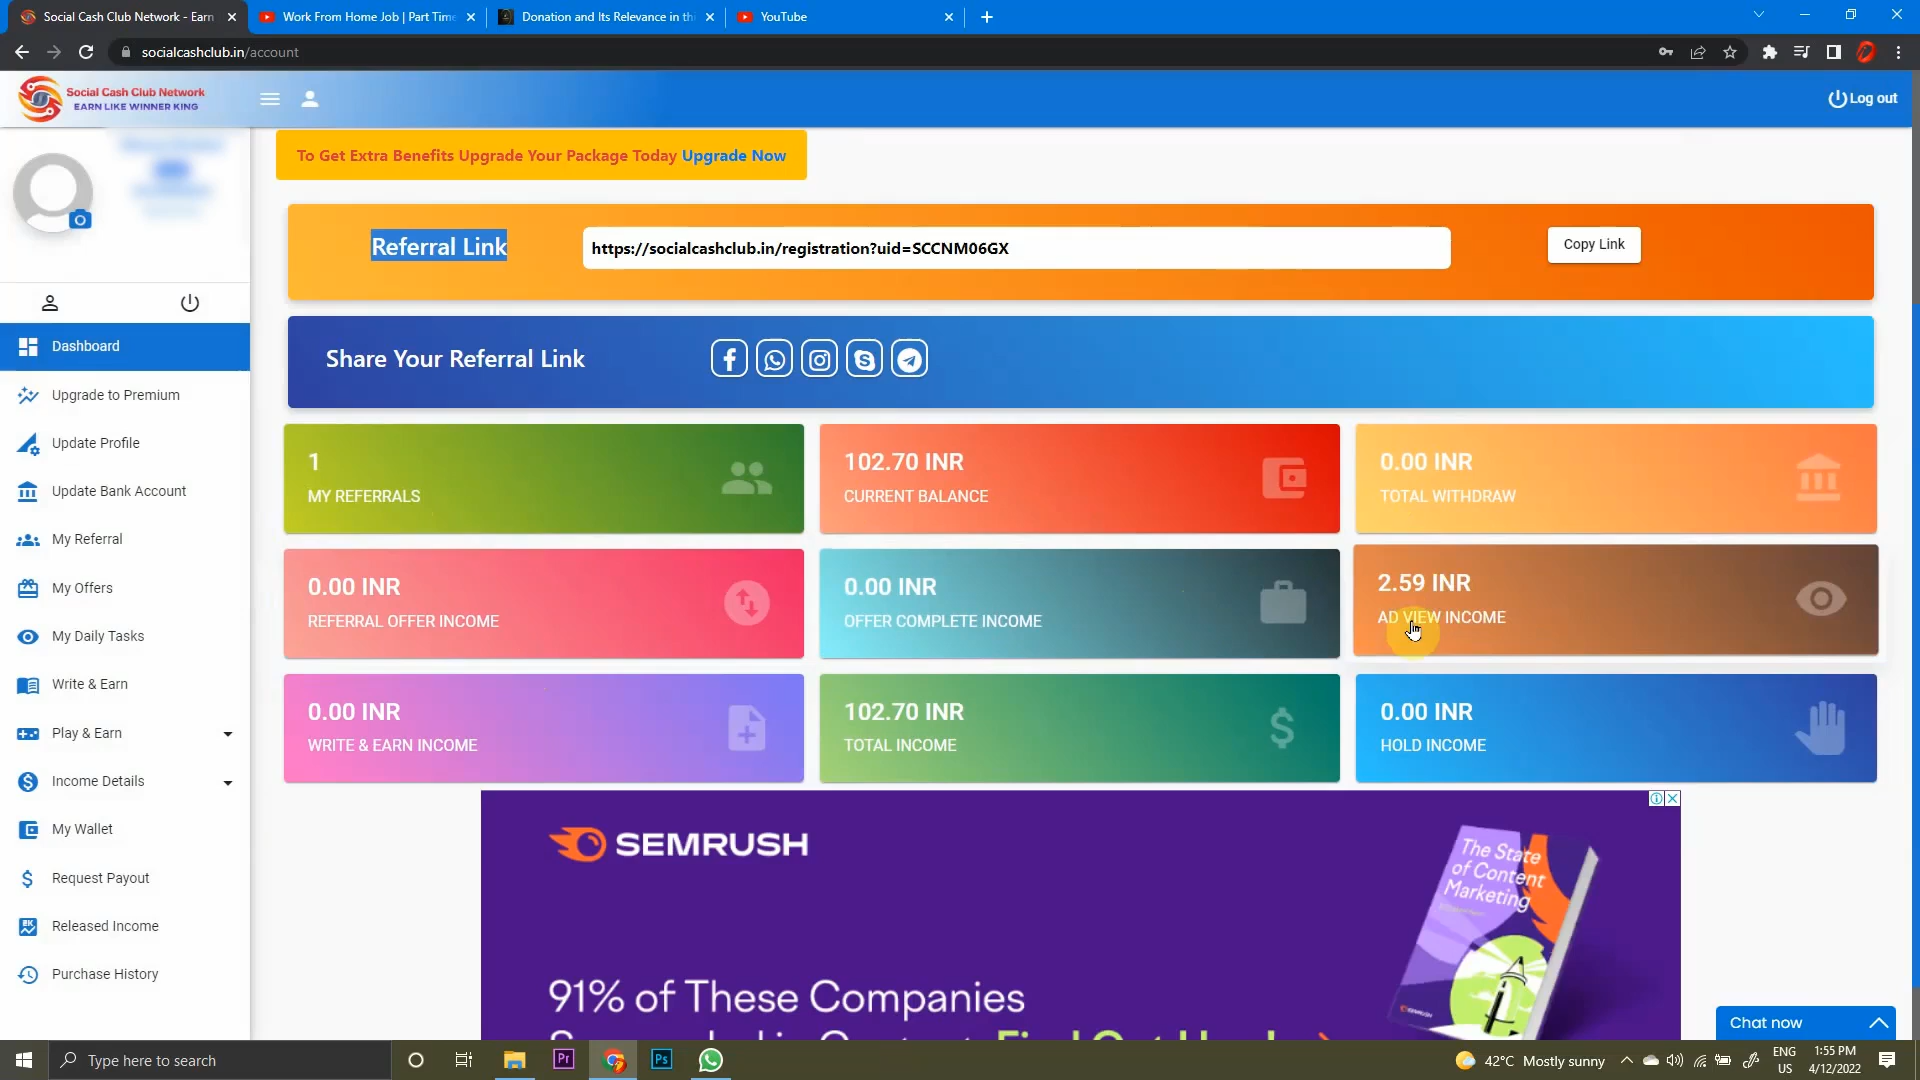 Social Cash Club Network - Earn
Work From Home Job | Part Time
Donation and Its Relevance in thi
YouTube
socialcashclub.in/account
Social Cash Club Network
EARN LIKE WINNER KING
Log out
To Get Extra Benefits Upgrade Your Package Today Upgrade Now
Referral Link
https://socialcashclub.in/registration?uid=SCCNM06GX
Copy Link
Share Your Referral Link
Dashboard
Upgrade to Premium
Update Profile
Update Bank Account
My Referral
My Offers
My Daily Tasks
Write & Earn
Play & Earn
Income Details
My Wallet
Request Payout
Released Income
Purchase History
1
MY REFERRALS
102.70 INR
CURRENT BALANCE
0.00 INR
TOTAL WITHDRAW
0.00 INR
REFERRAL OFFER INCOME
0.00 INR
OFFER COMPLETE INCOME
2.59 INR
AD VIEW INCOME
0.00 INR
WRITE & EARN INCOME
102.70 INR
TOTAL INCOME
0.00 INR
HOLD INCOME
SEMRUSH
The State
of Content
Marketing
91% of These Companies
Chat now
Type here to search
Pr
Ps
42°C Mostly sunny
ENG
US
1:55 PM
4/12/2022